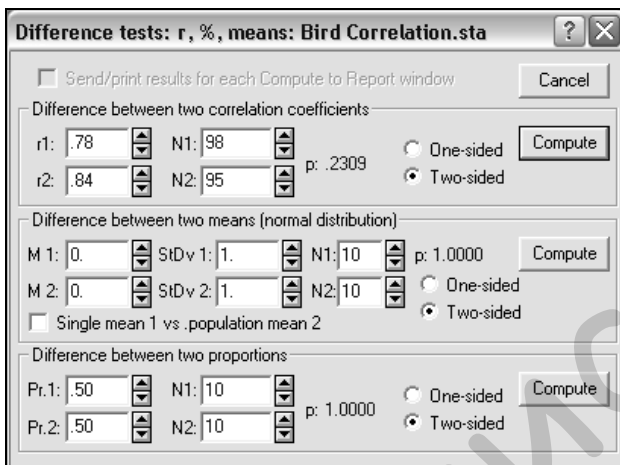 Difference tests: r, %, means: Bird Correlation.sta
Send/print results for each Compute to Report window
Cancel
Difference between two correlation coefficients
r1: .78 N1: 98 p: .2309 One-sided Compute
r2: .84 N2: 95 Two-sided
Difference between two means (normal distribution)
M 1: 0. StDv 1: 1. N1: 10 p: 1.0000 Compute
M 2: 0. StDv 2: 1. N2: 10 One-sided
Two-sided
Single mean 1 vs .population mean 2
Difference between two proportions
Pr.1: .50 N1: 10 p: 1.0000 One-sided Compute
Pr.2: .50 N2: 10 Two-sided